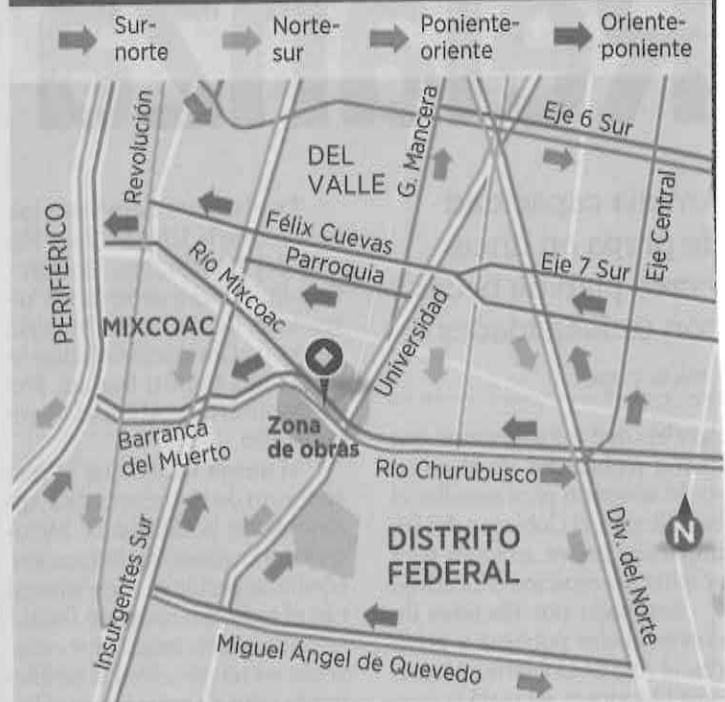 Sur-
norte
Norte-
sur
Poniente-
oriente
Oriente-
poniente
Revolución
DEL
VALLE
G. Mancera
Eje 6 Sur
Eje Central
PERIFÉRICO
Félix Cuevas
Parroquia
Eje 7 Sur
Río Mixcoac
MIXCOAC
Universidad
Zona
de obras
Barranca
del Muerto
Río Churubusco
DISTRITO
FEDERAL
N
Div. del Norte
Insurgentes Sur
Miguel Ángel de Quevedo